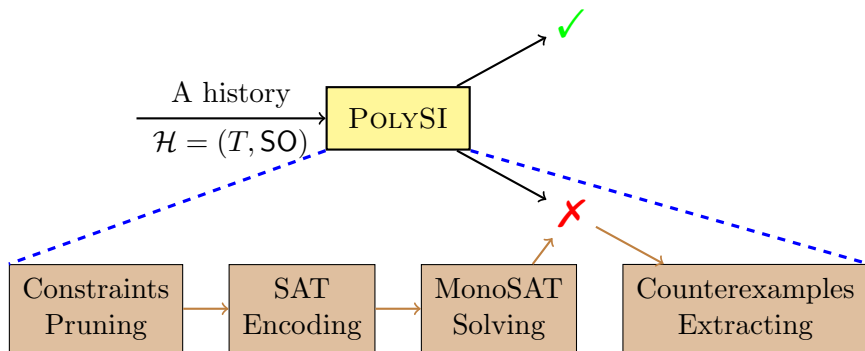 ✓
A history
POLYSI
H = (T, SO)
✗
Constraints
Pruning
SAT
Encoding
MonoSAT
Solving
Counterexamples
Extracting